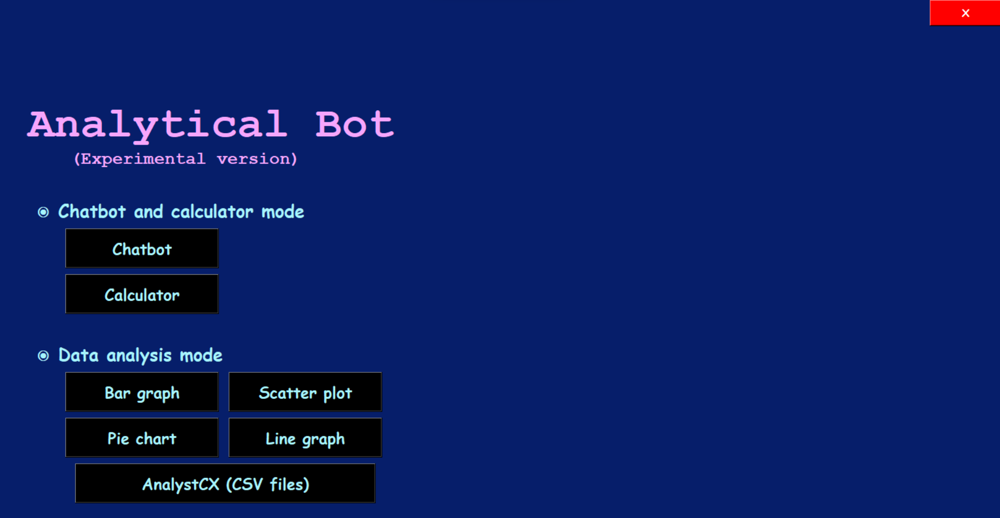 x
Analytical Bot
(Experimental version)
Chatbot and calculator mode
Chatbot
Calculator
Data analysis mode
Bar graph
Scatter plot
Pie chart
Line graph
AnalystCX (CSV files)